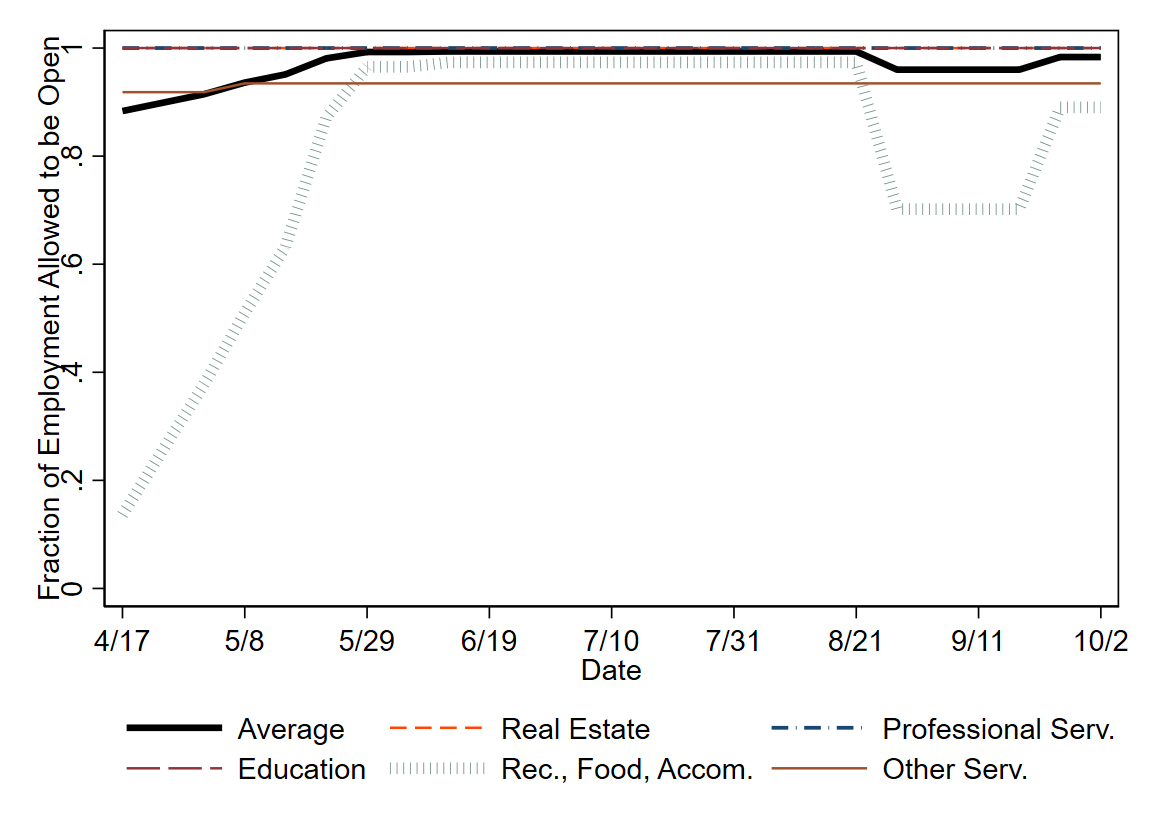 Fraction of Employment Allowed to be Open
1
.8
.6
.4
.2
0
4/17 5/8 5/29 6/19 7/10 7/31 8/21 9/11 10/2
Date
Average Real Estate Professional Serv.
Education Rec., Food, Accom. Other Serv.